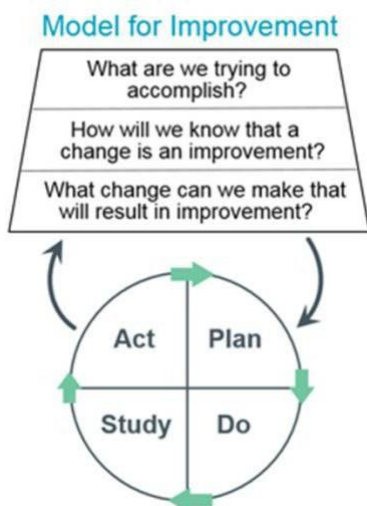 Model for Improvement
What are we trying to
accomplish?
How will we know that a
change is an improvement?
What change can we make that
will result in improvement?
Act
Plan
Study
Do